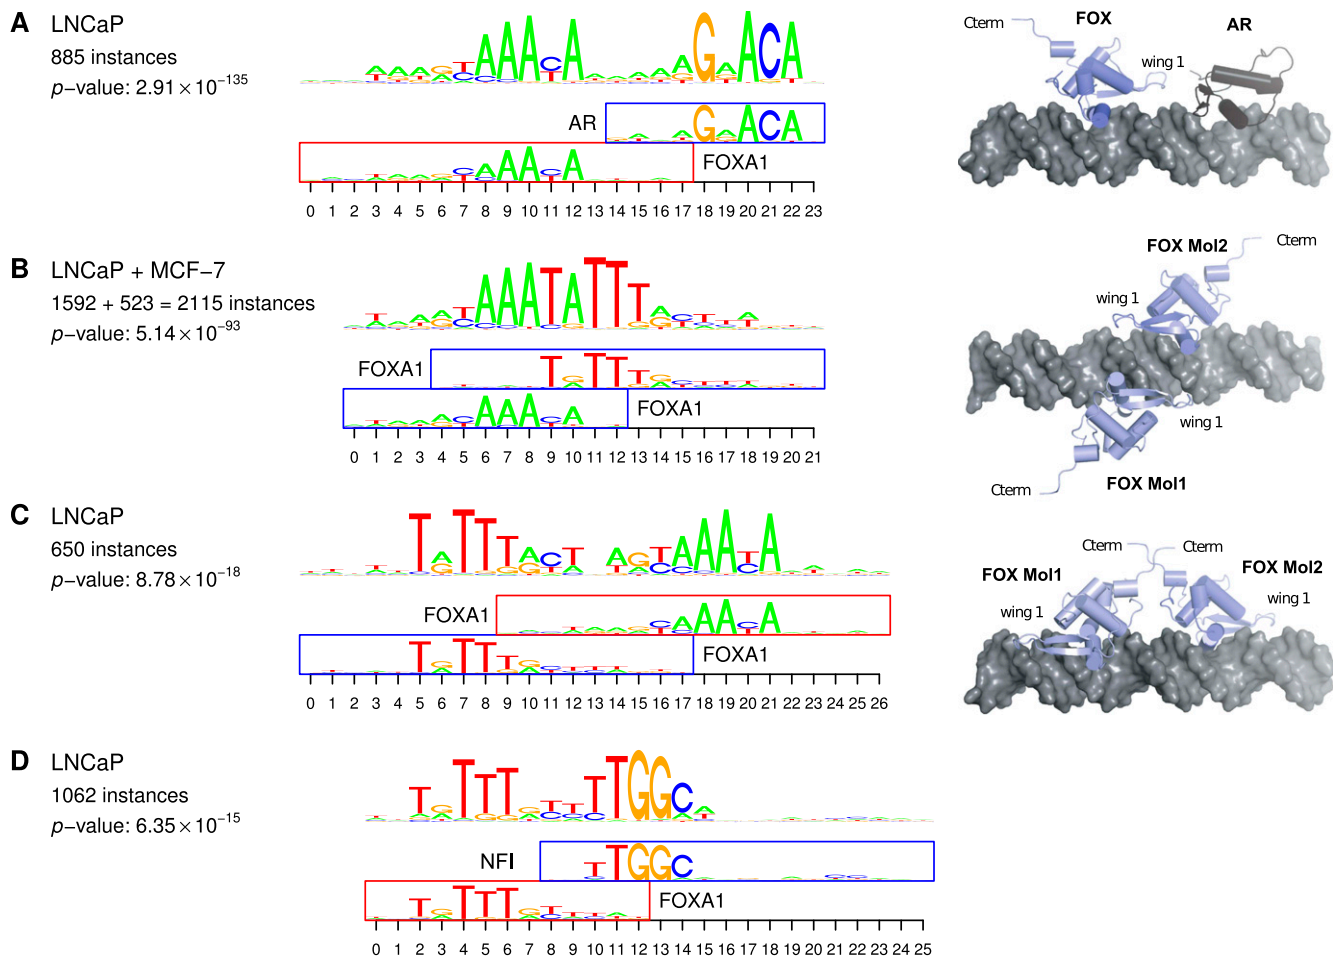 A LNCaP
885 instances
p−value: 2.91 × 10−135
AR
FOXA1
0 1 2 3 4 5 6 7 8 9 10 11 12 13 14 15 16 17 18 19 20 21 22 23
Cterm FOX AR
wing 1
B LNCaP + MCF−7
1592 + 523 = 2115 instances
p−value: 5.14 × 10−93
FOXA1
FOXA1
0 1 2 3 4 5 6 7 8 9 10 11 12 13 14 15 16 17 18 19 20 21
FOX Mol2 Cterm
wing 1
wing 1
Cterm FOX Mol1
C LNCaP
650 instances
p−value: 8.78 × 10−18
FOXA1
FOXA1
0 1 2 3 4 5 6 7 8 9 10 11 12 13 14 15 16 17 18 19 20 21 22 23 24 25 26
Cterm Cterm
FOX Mol1 FOX Mol2
wing 1 wing 1
D LNCaP
1062 instances
p−value: 6.35 × 10−15
NFI
FOXA1
0 1 2 3 4 5 6 7 8 9 10 11 12 13 14 15 16 17 18 19 20 21 22 23 24 25